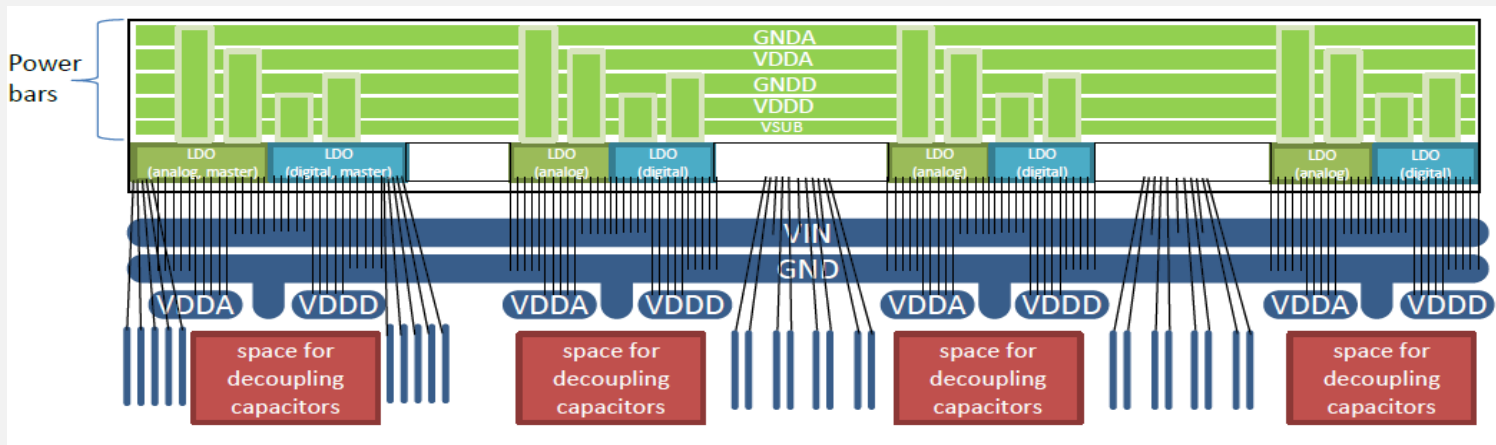 Power
bars
GNDA
VDDA
GNDD
VDDD
VSUB
LDO
(analog, master)
LDO
(digital, master)
LDO
(analog)
LDO
(digital)
LDO
(analog)
LDO
(digital)
LDO
(analog)
LDO
(digital)
VIN
GND
VDDA
VDDD
VDDA
VDDD
VDDA
VDDD
VDDA
VDDD
space for
decoupling
capacitors
space for
decoupling
capacitors
space for
decoupling
capacitors
space for
decoupling
capacitors